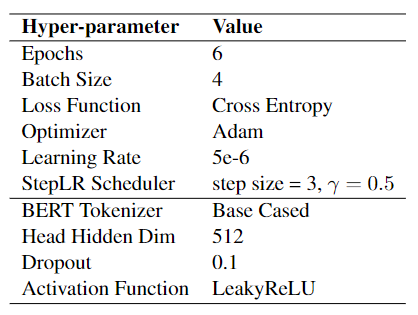 Hyper-parameter Value
Epochs 6
Batch Size 4
Loss Function Cross Entropy
Optimizer Adam
Learning Rate 5e-6
StepLR Scheduler step size = 3, γ = 0.5
BERT Tokenizer Base Cased
Head Hidden Dim 512
Dropout 0.1
Activation Function LeakyReLU